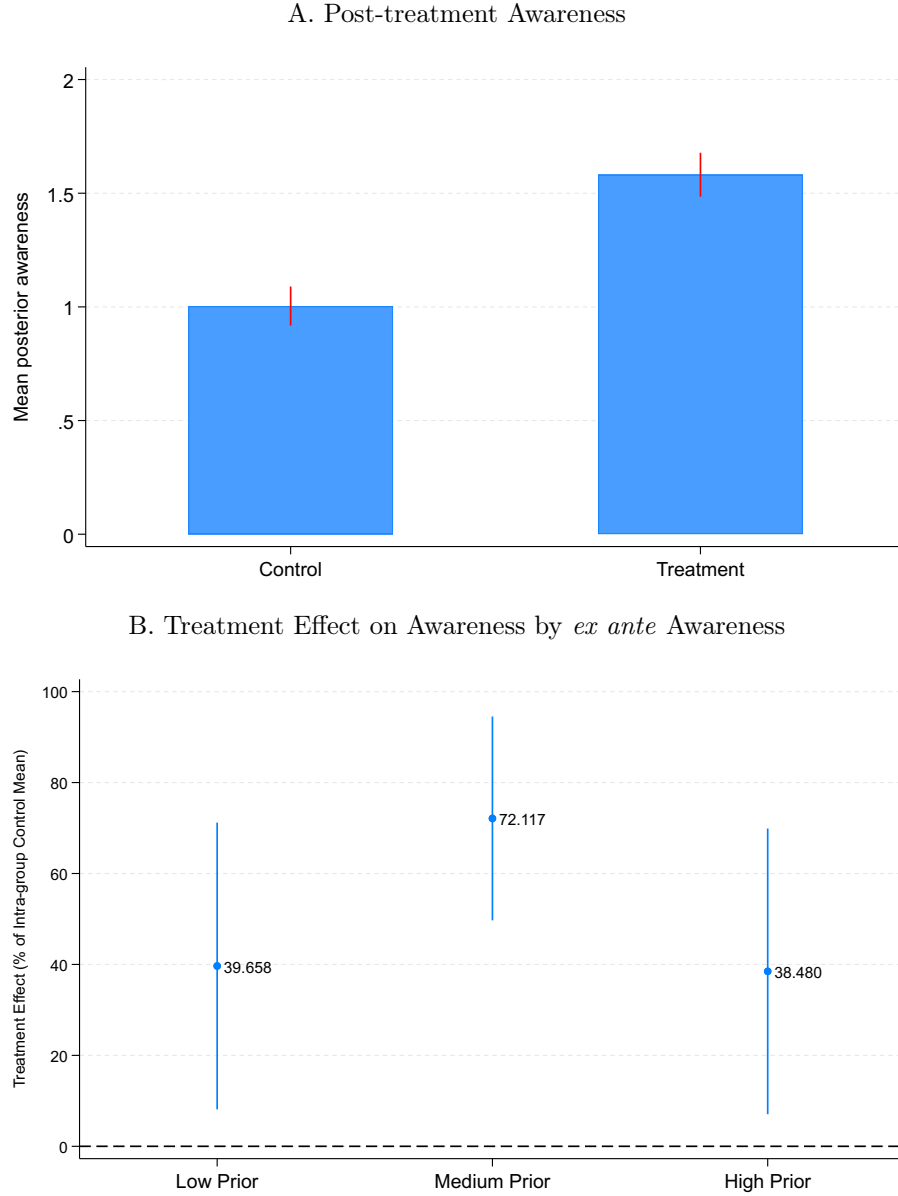 A. Post-treatment Awareness
Mean posterior awareness
2
1.5
1
.5
0
Control
Treatment
B. Treatment Effect on Awareness by ex ante Awareness
Treatment Effect (% of Intra-group Control Mean)
100
80
60
40
20
0
39.658
72.117
38.480
Low Prior
Medium Prior
High Prior